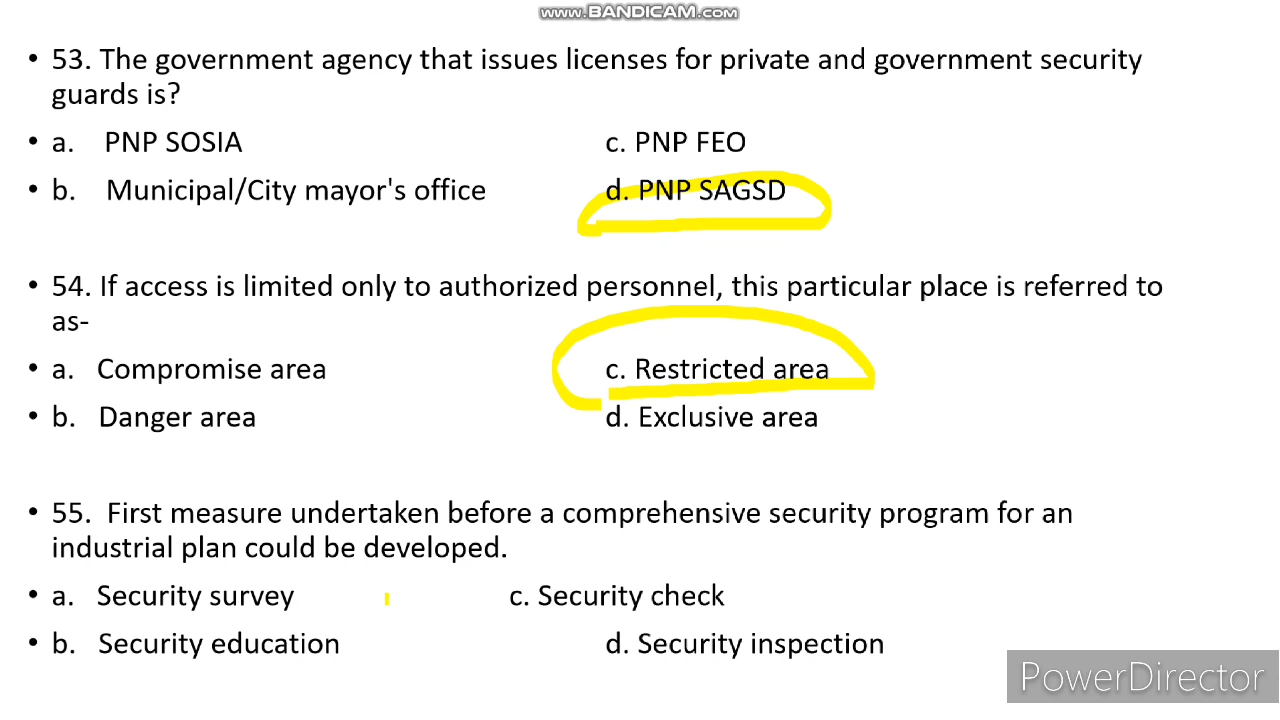 www.BANDICAM.com
• 53. The government agency that issues licenses for private and government security
guards is?
• a. PNP SOSIA c. PNP FEO
• b. Municipal/City mayor's office d. PNP SAGSD
• 54. If access is limited only to authorized personnel, this particular place is referred to
as-
• a. Compromise area c. Restricted area
• b. Danger area d. Exclusive area
• 55. First measure undertaken before a comprehensive security program for an
industrial plan could be developed.
• a. Security survey c. Security check
• b. Security education d. Security inspection
PowerDirector